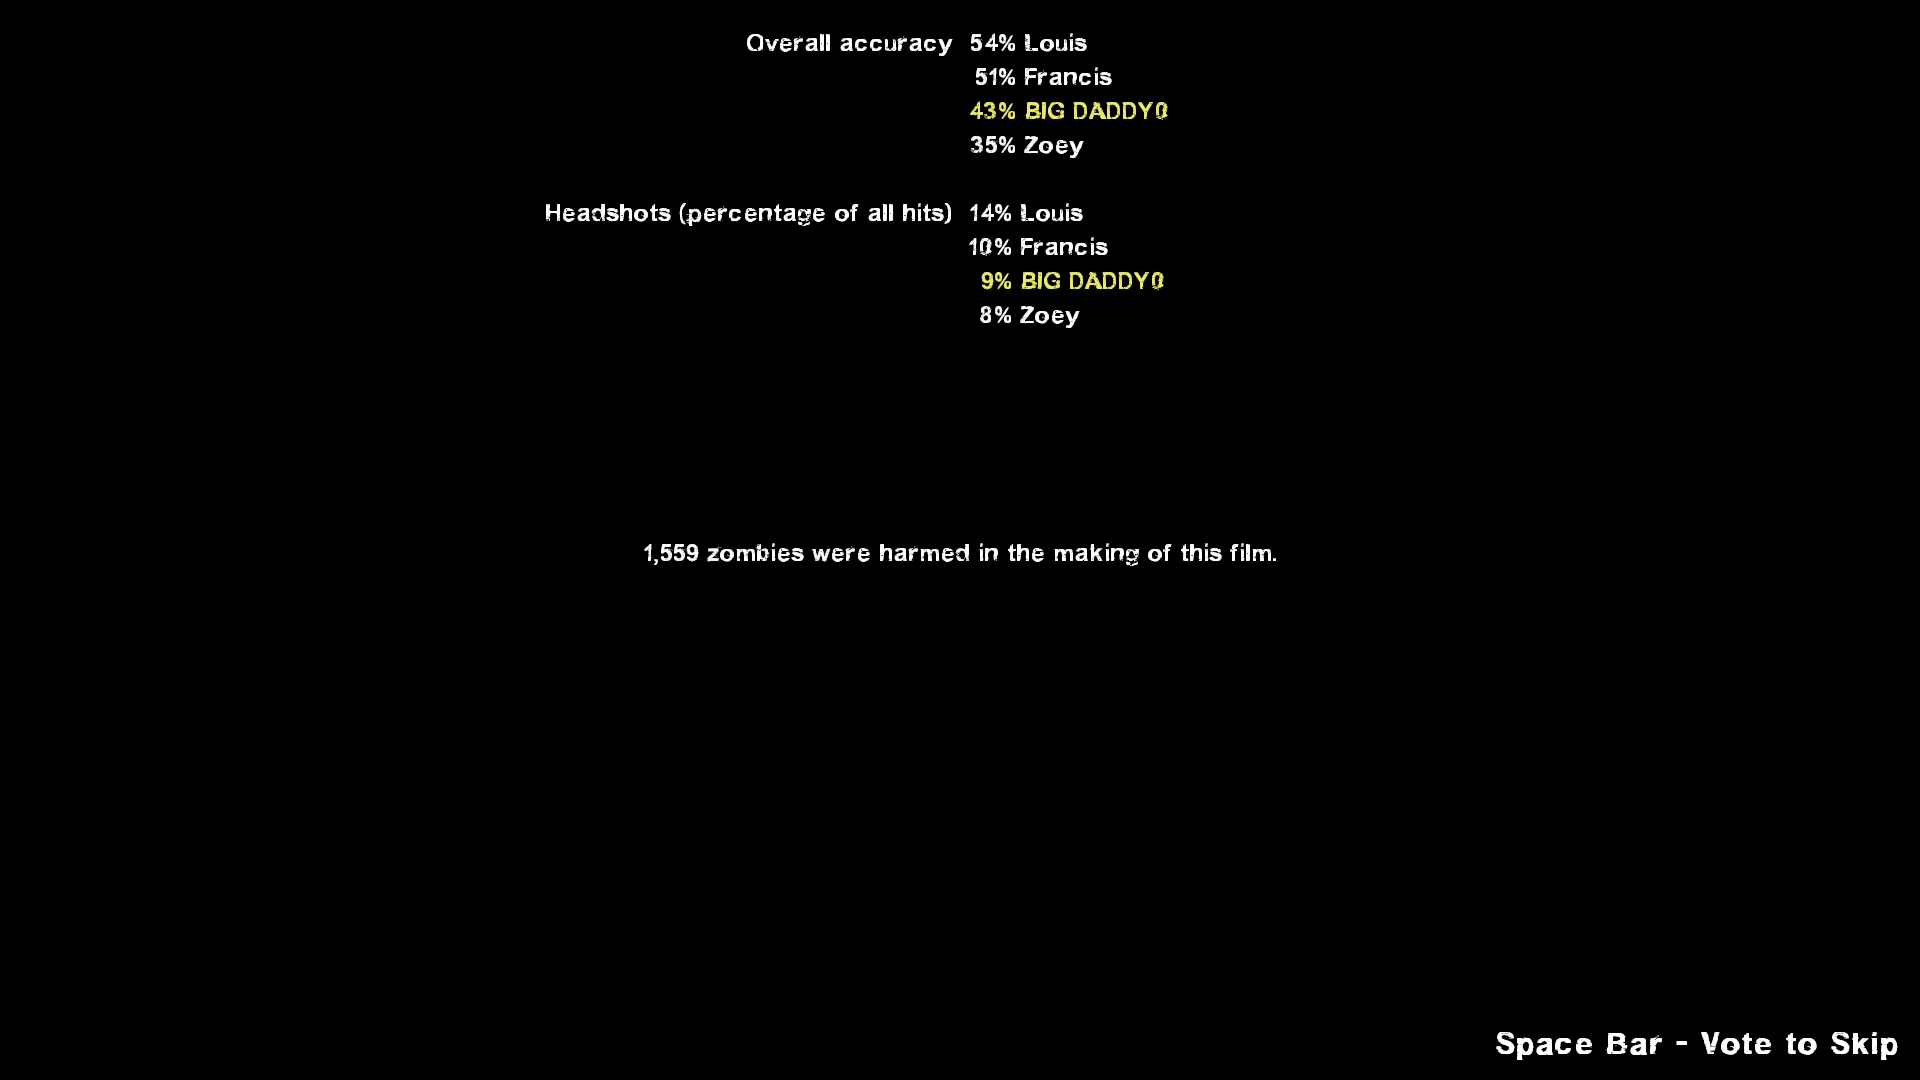 Overall accuracy 54% Louis
51% Francis
43% BIG DADDY0
35% Zoey
Headshots (percentage of all hits) 14% Louis
10% Francis
9% BIG DADDY0
8% Zoey
1,559 zombies were harmed in the making of this film.
Space Bar - Vote to Skip